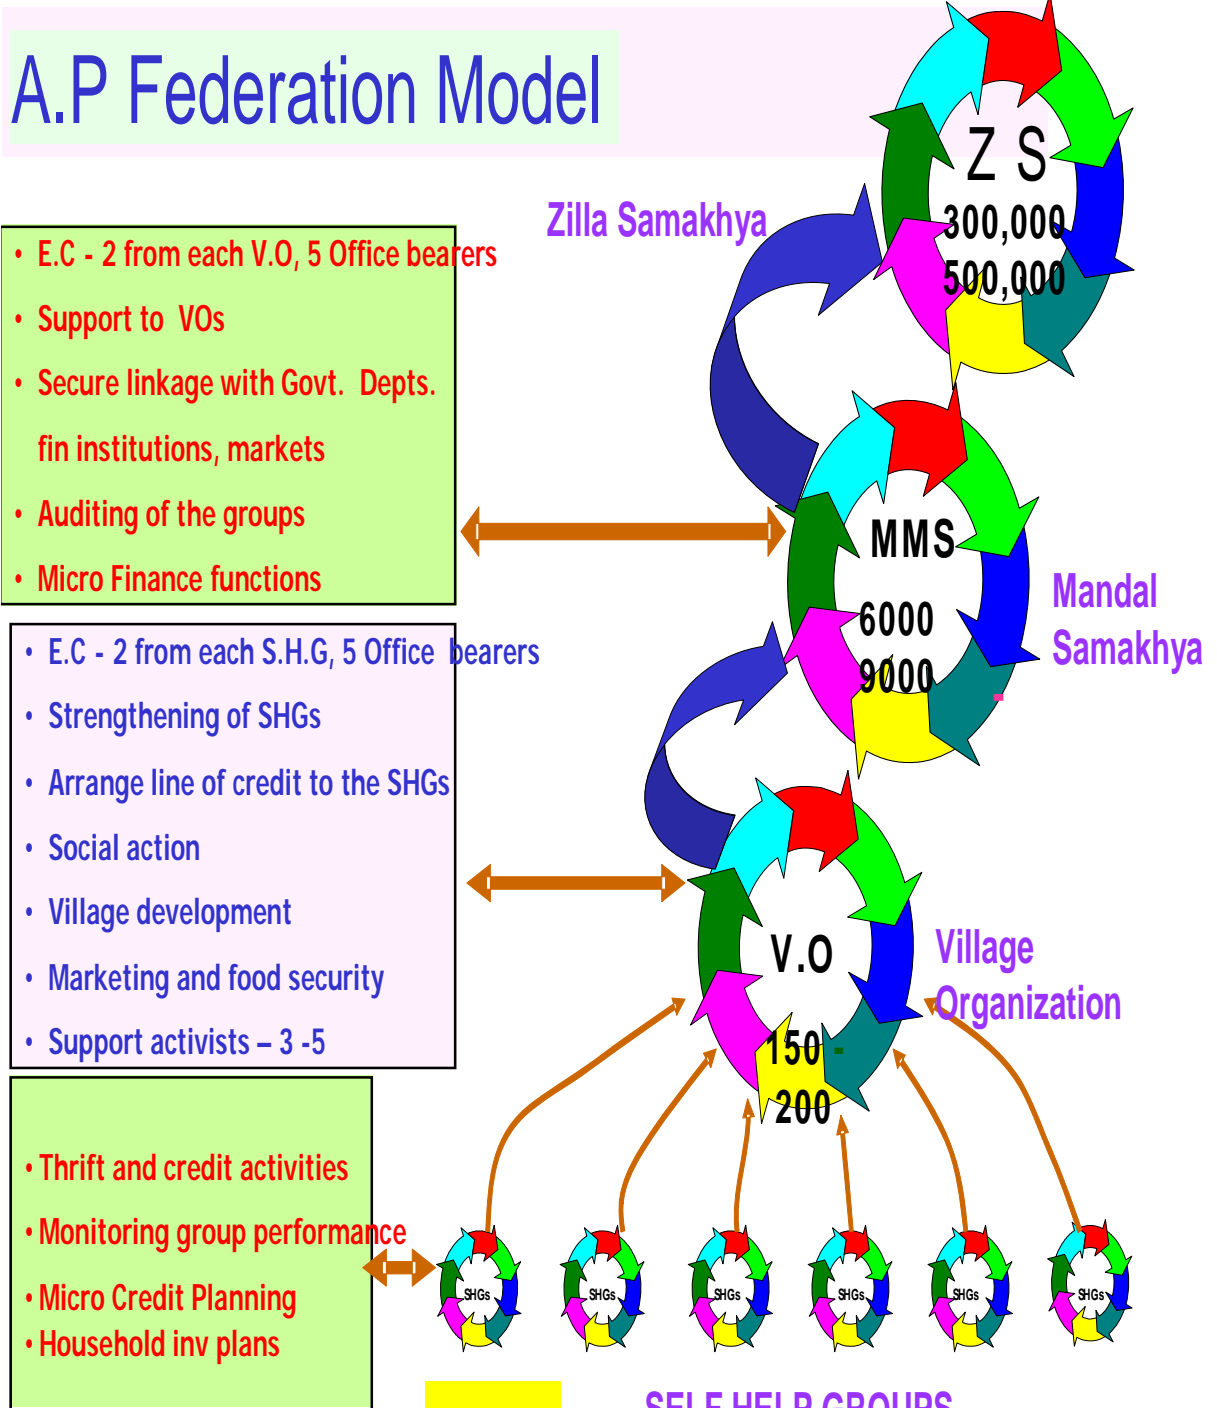 A.P Federation Model
Z S
300,000
500,000
Zilla Samakhya
• E.C - 2 from each V.O, 5 Office bearers
• Support to VOs
• Secure linkage with Govt. Depts.
fin institutions, markets
• Auditing of the groups
• Micro Finance functions
MMS
6000
9000
-
Mandal
Samakhya
• E.C - 2 from each S.H.G, 5 Office bearers
• Strengthening of SHGs
• Arrange line of credit to the SHGs
• Social action
• Village development
• Marketing and food security
• Support activists – 3 -5
V.O
150 -
200
Village
Organization
• Thrift and credit activities
• Monitoring group performance
• Micro Credit Planning
• Household inv plans
SHGs
SHGs
SHGs
SHGs
SHGs
SHGs
SELF HELP GROUPS